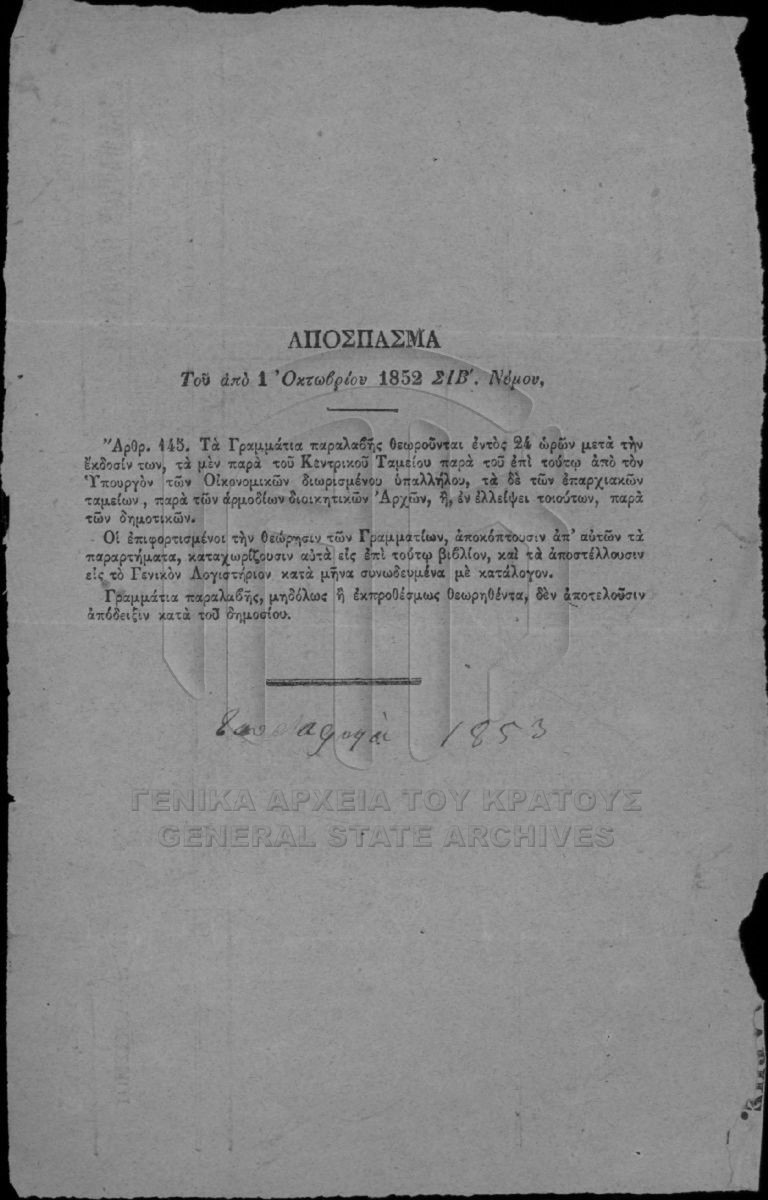 ΑΠΟΣΠΑΣΜΑ
Τοῦ ἀπὸ 1 Ὀκτωβρίου 1852 ΣΙΒ′. Νόμου,
Ἄρθρ. 145. Τὰ Γραμμάτια παραλαβῆς θεωροῦνται ἐντὸς 24 ὡρῶν μετὰ τὴν
ἔκδοσίν των, τὰ μὲν παρὰ τοῦ Κεντρικοῦ Ταμείου παρὰ τοῦ ἐπὶ τούτῳ ἀπὸ τὸν
Ὑπουργὸν τῶν Οἰκονομικῶν διωρισμένου ὑπαλλήλου, τὰ δὲ τῶν ἐπαρχιακῶν
ταμείων, παρὰ τῶν ἁρμοδίων διοικητικῶν Ἀρχῶν, ἢ, ἐν ἐλλείψει τοιούτων, παρὰ
τῶν δημοτικῶν.
Οἱ ἐπιφορτισμένοι τὴν θεώρησιν τῶν Γραμματίων, ἀποκόπτουσιν ἀπ' αὐτῶν τὰ
παραρτήματα, καταχωρίζουσιν αὐτὰ εἰς ἐπὶ τούτῳ βιβλίον, καὶ τὰ ἀποστέλλουσιν
εἰς τὸ Γενικὸν Λογιστήριον κατὰ μῆνα συνωδευμένα μὲ κατάλογον.
Γραμμάτια παραλαβῆς, μηδόλως ἢ ἐκπροθέσμως θεωρηθέντα, δὲν ἀποτελοῦσιν
ἀπόδειξιν κατὰ τοῦ δημοσίου.
1853
ΓΕΝΙΚΑ ΑΡΧΕΙΑ ΤΟΥ ΚΡΑΤΟΥΣ
GENERAL STATE ARCHIVES